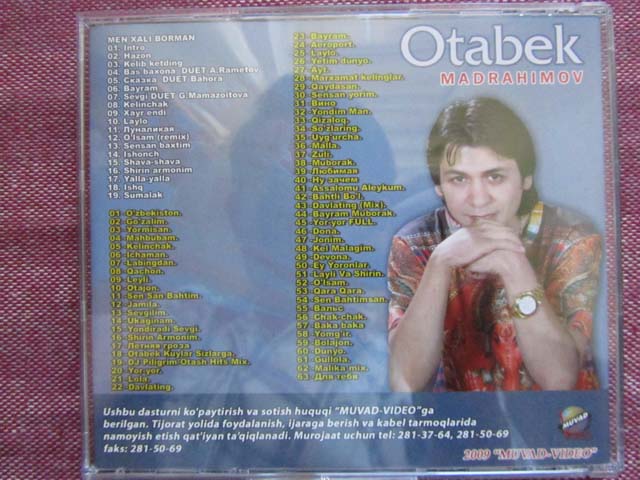 MEN XALI BORMAN
01. Intro
02. Hazon
03. Kelib ketding
04. Bas baxona DUET A.Rametov
05. Сказка DUET Bahora
06. Bayram
07. Sevgi DUET G.Mamazoitova
08. Kelinchak
09. Xayr endi
10. Laylo
11. Луналикая
12. O'lsam (remix)
13. Sensan baxtim
14. Ishonch
15. Shava-shava
16. Shirin armonim
17. Yalla-yalla
18. Ishq
19. Sumalak
01. O'zbekiston.
02. Go'zalim.
03. Yormisan.
04. Mahbubam.
05. Kelinchak.
06. Ichaman.
07. Labingdan.
08. Qachon.
09. Leyli.
10. Otajon.
11. Sen San Bahtim.
12. Jamila.
13. Sevgilim.
14. Ukaginam.
15. Yondiradi Sevgi.
16. Shirin Armonim.
17. Летняя гроза
18. Otabek Kuylar Sizlarga.
19. DJ Piligrim Otash Hits Mix.
20. Yor-yor.
21. Lola.
22. Davlating.
23. Bayram.
24. Aeroport.
25. Laylo.
26. Yetim dunyo.
27. Ayt.
28. Marxamat kelinglar.
29. Qaydasan.
30. Sensan yorim.
31. Вино.
32. Yondim Man.
33. Qizaloq.
34. So'zlaring.
35. Uyg'urcha.
36. Malla.
37. Zuli.
38. Muborak.
39. Любимая
40. Ну зачем.
41. Assalomu Aleykum.
42. Bahtli Bo'l.
43. Davlating (Mix).
44. Bayram Muborak.
45. Yor-yor FULL.
46. Dona.
47. Jonim.
48. Kel Malagim.
49. Devona.
50. Ey Yoronlar.
51. Layli Va Shirin.
52. O'lsam.
53. Qara Qara.
54. Sen Bahtimsan.
55. Вальс
56. Chak-chak.
57. Baka baka
58. Yomg'ir.
59. Bolajon.
60. Dunyo.
61. Gullola.
62. Malika mix.
63. Для тебя
Otabek
MADRAHIMOV
Ushbu dasturni ko'paytirish va sotish huquqi "MUVAD-VIDEO"ga
berilgan. Tijorat yolida foydalanish, ijaraga berish va kabel tarmoqlarida
namoyish etish qat'iyan ta'qiqlanadi. Murojaat uchun tel: 281-37-64, 281-50-69
faks: 281-50-69
MUVAD
2009 "MUVAD-VIDEO"